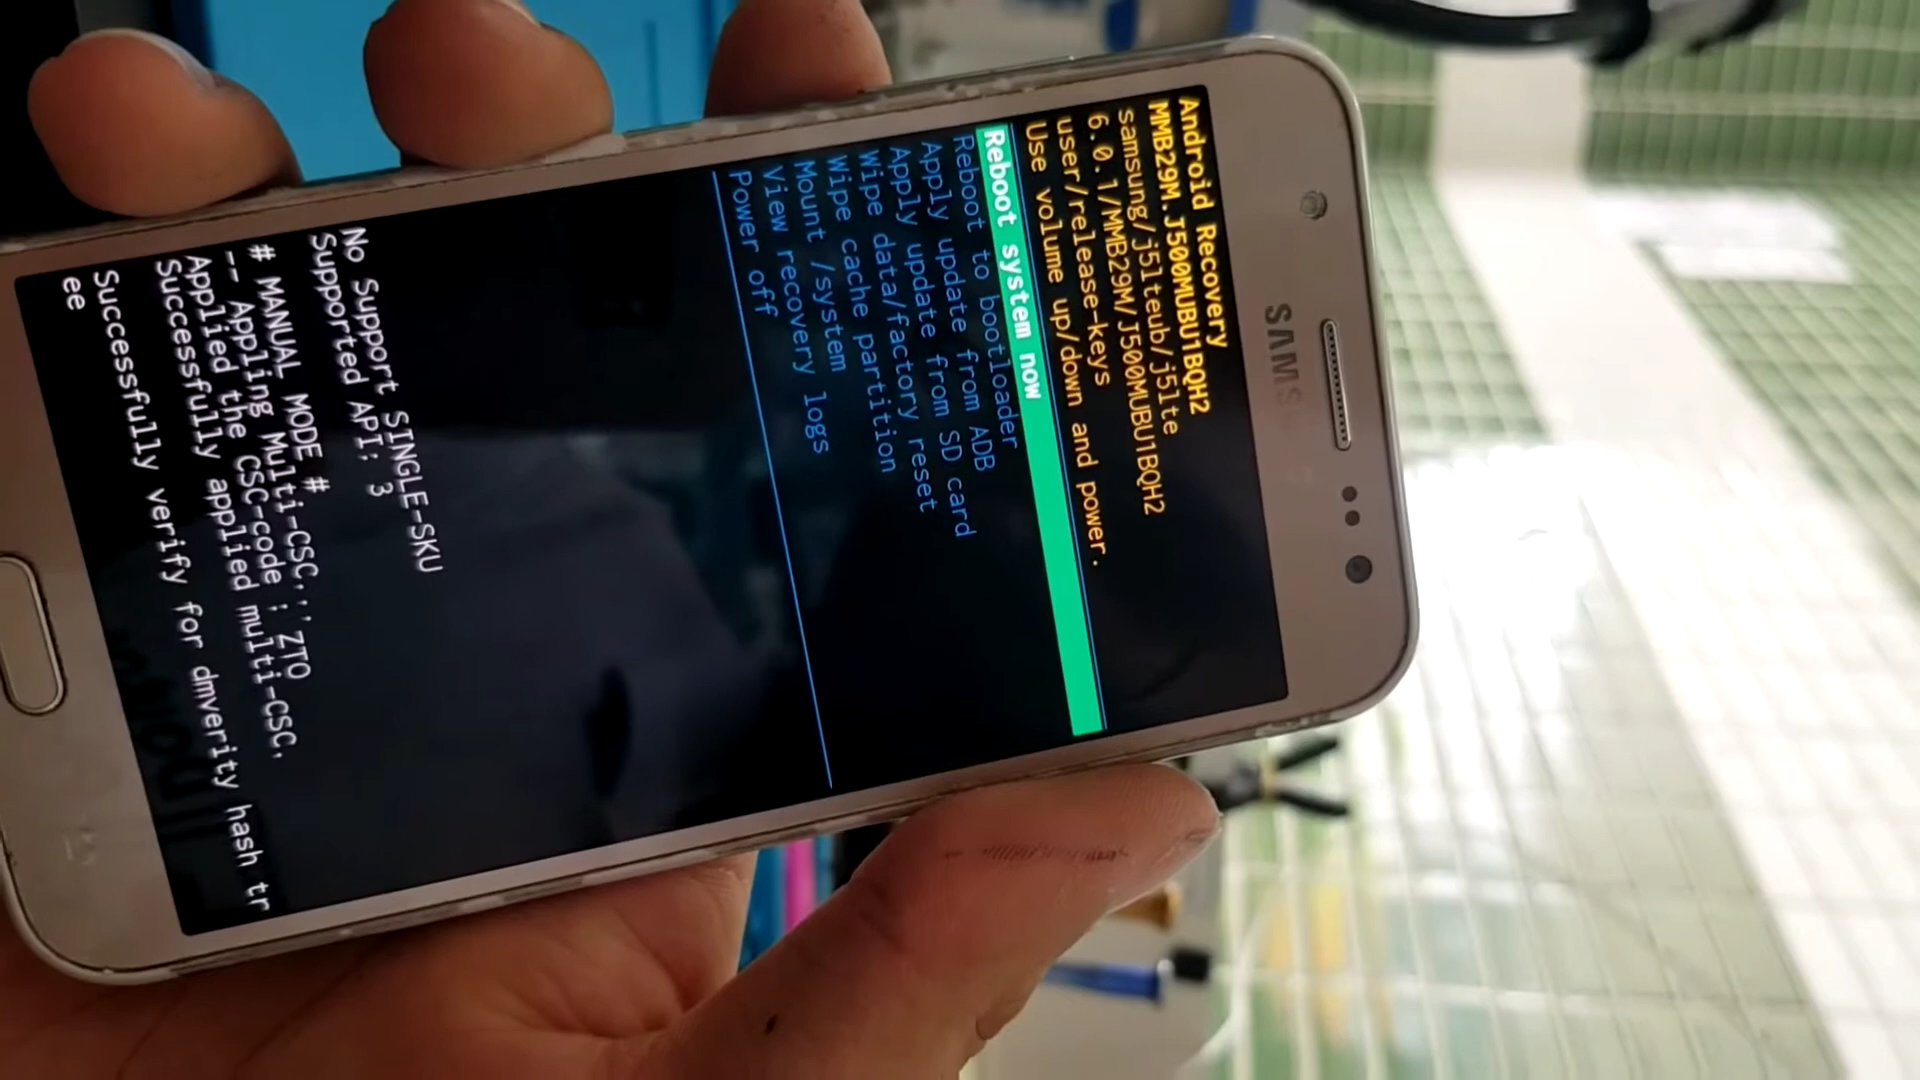 SAMSUNG
Android Recovery
MMB29M.J500MUBU1BQH2
samsung/j5lteub/j5lte
6.0.1/MMB29M/J500MUBU1BQH2
user/release-keys
Use volume up/down and power.
Reboot system now
Reboot to bootloader
Apply update from ADB
Apply update from SD card
Wipe data/factory reset
Wipe cache partition
Mount /system
View recovery logs
Power off
No Support SINGLE-SKU
Supported API: 3
# MANUAL MODE #
-- Appling Multi-CSC...
Applied the CSC-code : ZTO
Successfully applied multi-CSC.
Successfully verify for dmverity hash tr
ee